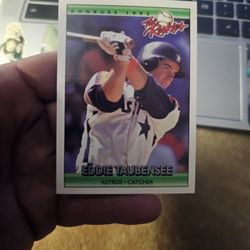 DONRUSS 1992
The Rookies
EDDIE TAUBENSEE
ASTROS • CATCHER